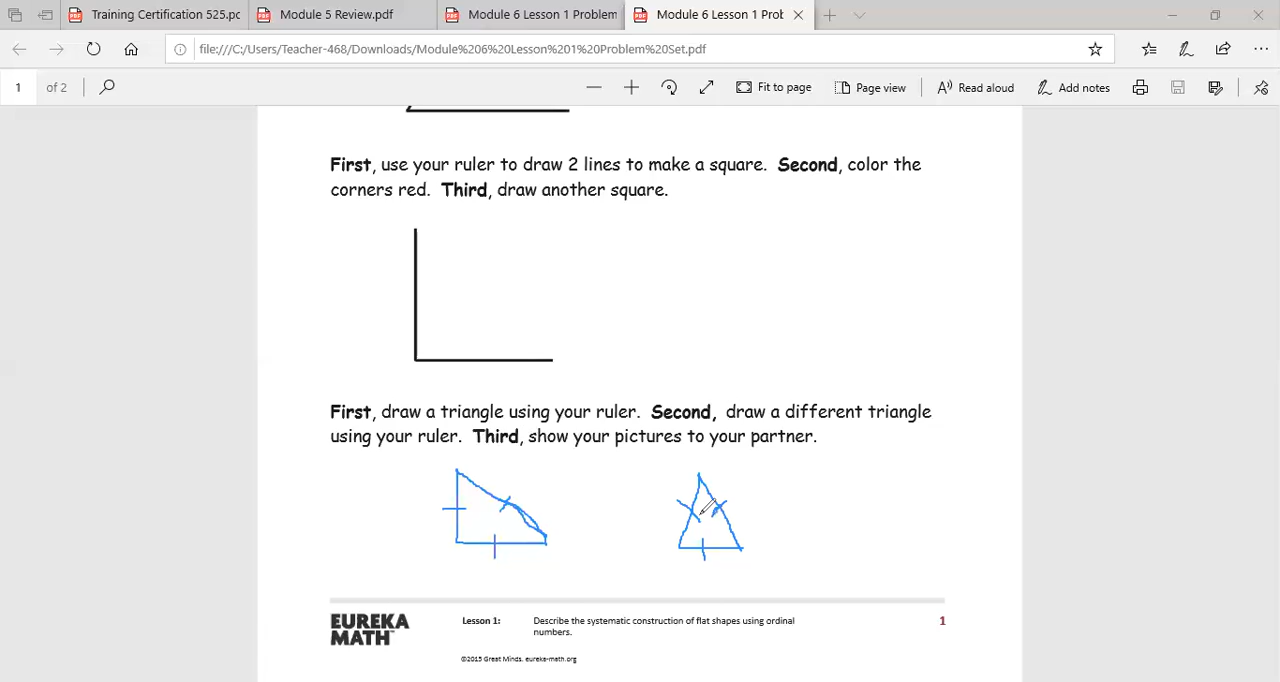 Training Certification 525.pc
Module 5 Review.pdf
Module 6 Lesson 1 Problem
Module 6 Lesson 1 Prob
file:///C:/Users/Teacher-468/Downloads/Module%206%20Lesson%201%20Problem%20Set.pdf
1 of 2
Fit to page
Page view
Read aloud
Add notes
First, use your ruler to draw 2 lines to make a square. Second, color the
corners red. Third, draw another square.
First, draw a triangle using your ruler. Second, draw a different triangle
using your ruler. Third, show your pictures to your partner.
EUREKA
MATH™
Lesson 1:
Describe the systematic construction of flat shapes using ordinal
numbers.
1
©2015 Great Minds. eureka-math.org